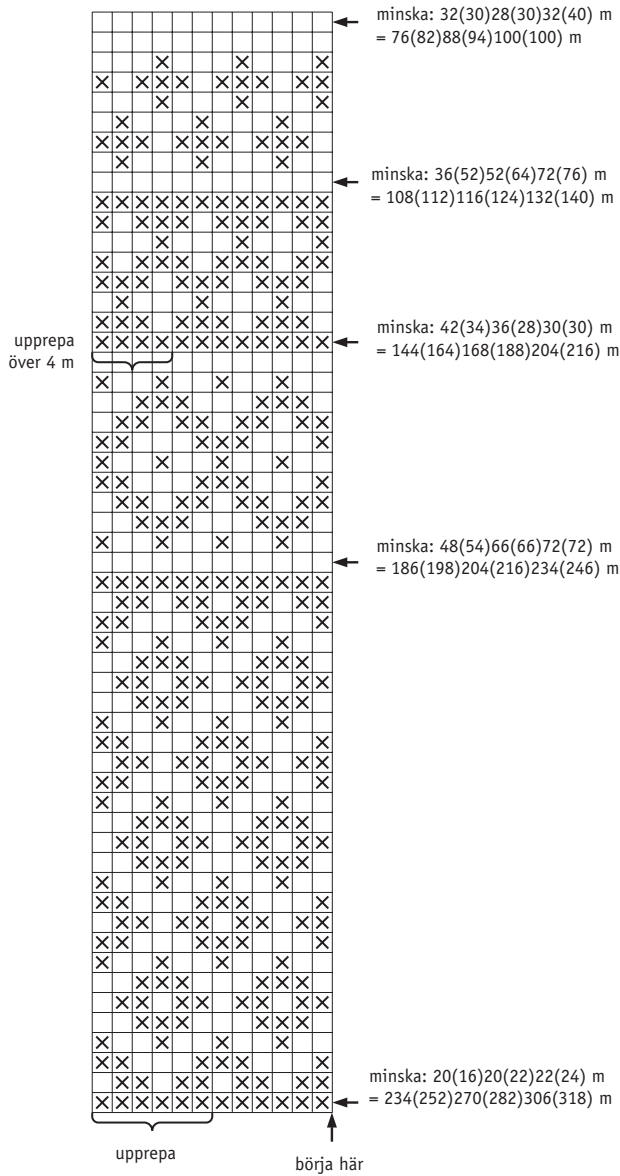 minska: 32(30)28(30)32(40) m
= 76(82)88(94)100(100) m
minska: 36(52)52(64)72(76) m
= 108(112)116(124)132(140) m
upprepa
över 4 m
minska: 42(34)36(28)30(30) m
= 144(164)168(188)204(216) m
minska: 48(54)66(66)72(72) m
= 186(198)204(216)234(246) m
minska: 20(16)20(22)22(24) m
= 234(252)270(282)306(318) m
upprepa
börja här